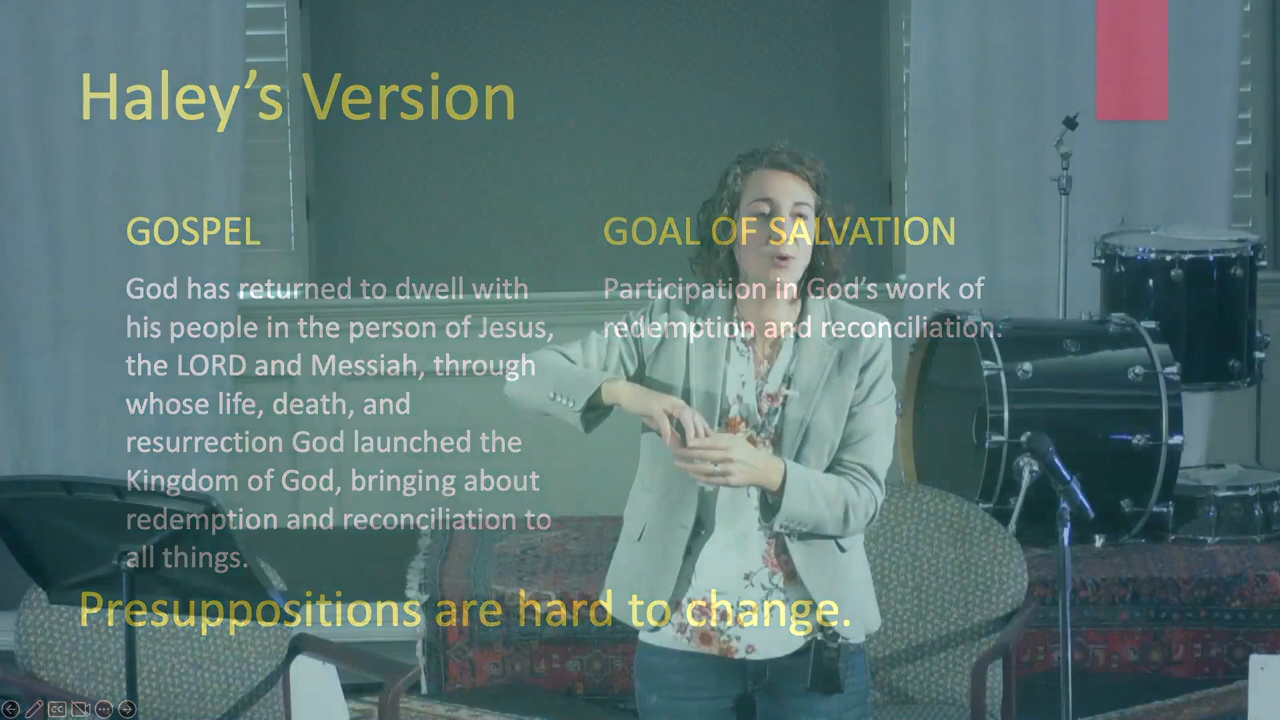 Haley's Version
GOSPEL
God has returned to dwell with
his people in the person of Jesus,
the LORD and Messiah, through
whose life, death, and
resurrection God launched the
Kingdom of God, bringing about
redemption and reconciliation to
all things.
GOAL OF SALVATION
Participation in God's work of
redemption and reconciliation.
Presuppositions are hard to change.
CC